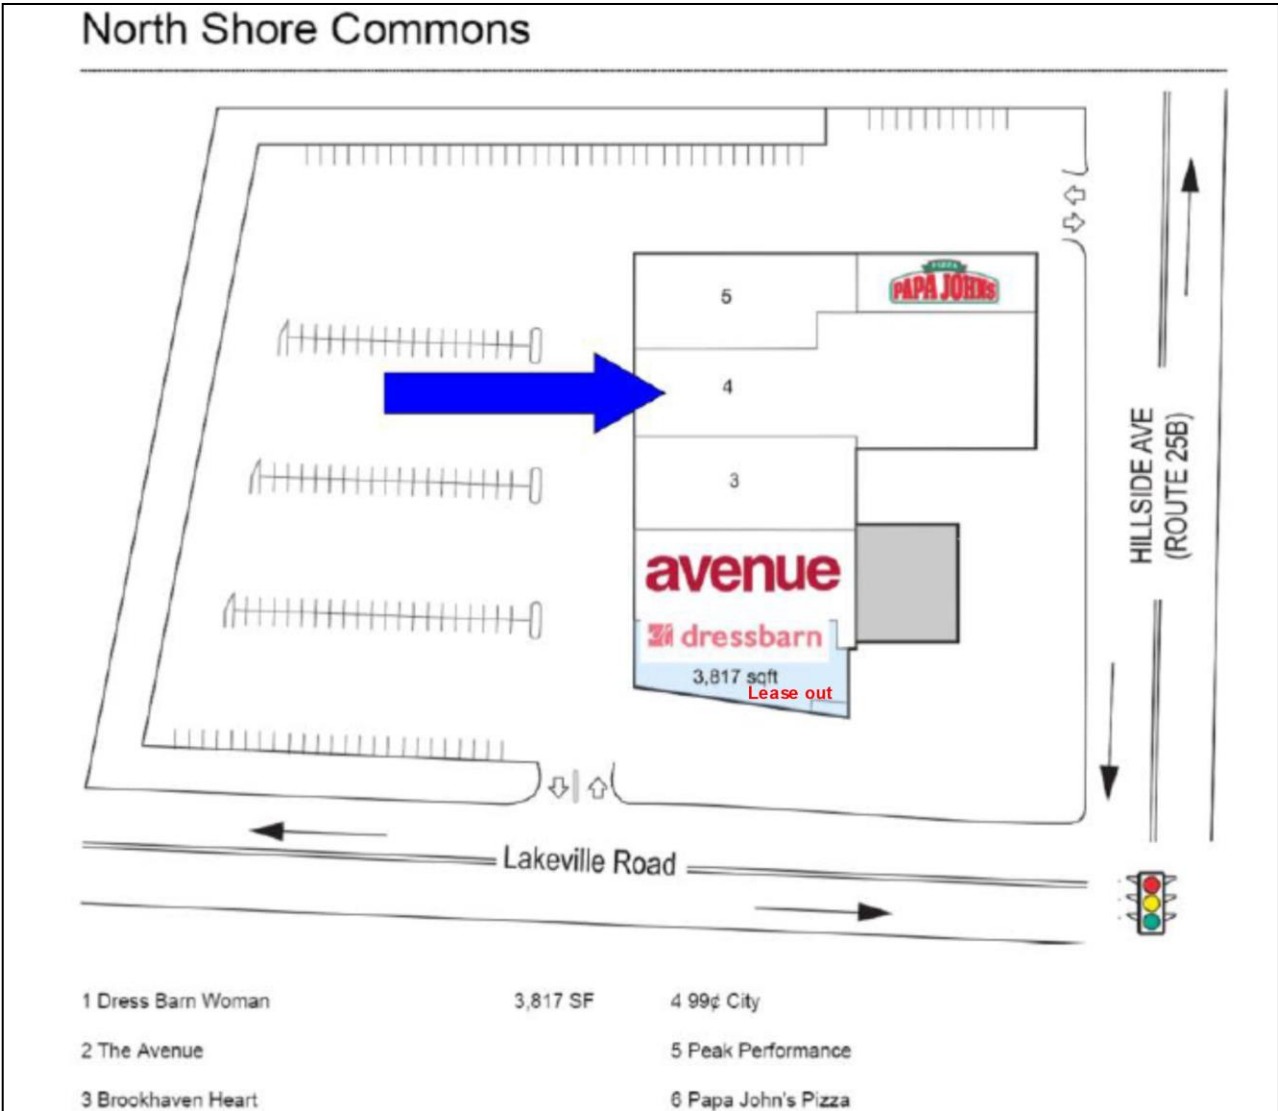 North Shore Commons
5
PIZZA
PAPA JOHNS
4
3
HILLSIDE AVE
(ROUTE 25B)
avenue
dressbarn
3,817 sqft
Lease out
Lakeville Road
1 Dress Barn Woman 3,817 SF 4 99¢ City
2 The Avenue 5 Peak Performance
3 Brookhaven Heart 6 Papa John's Pizza